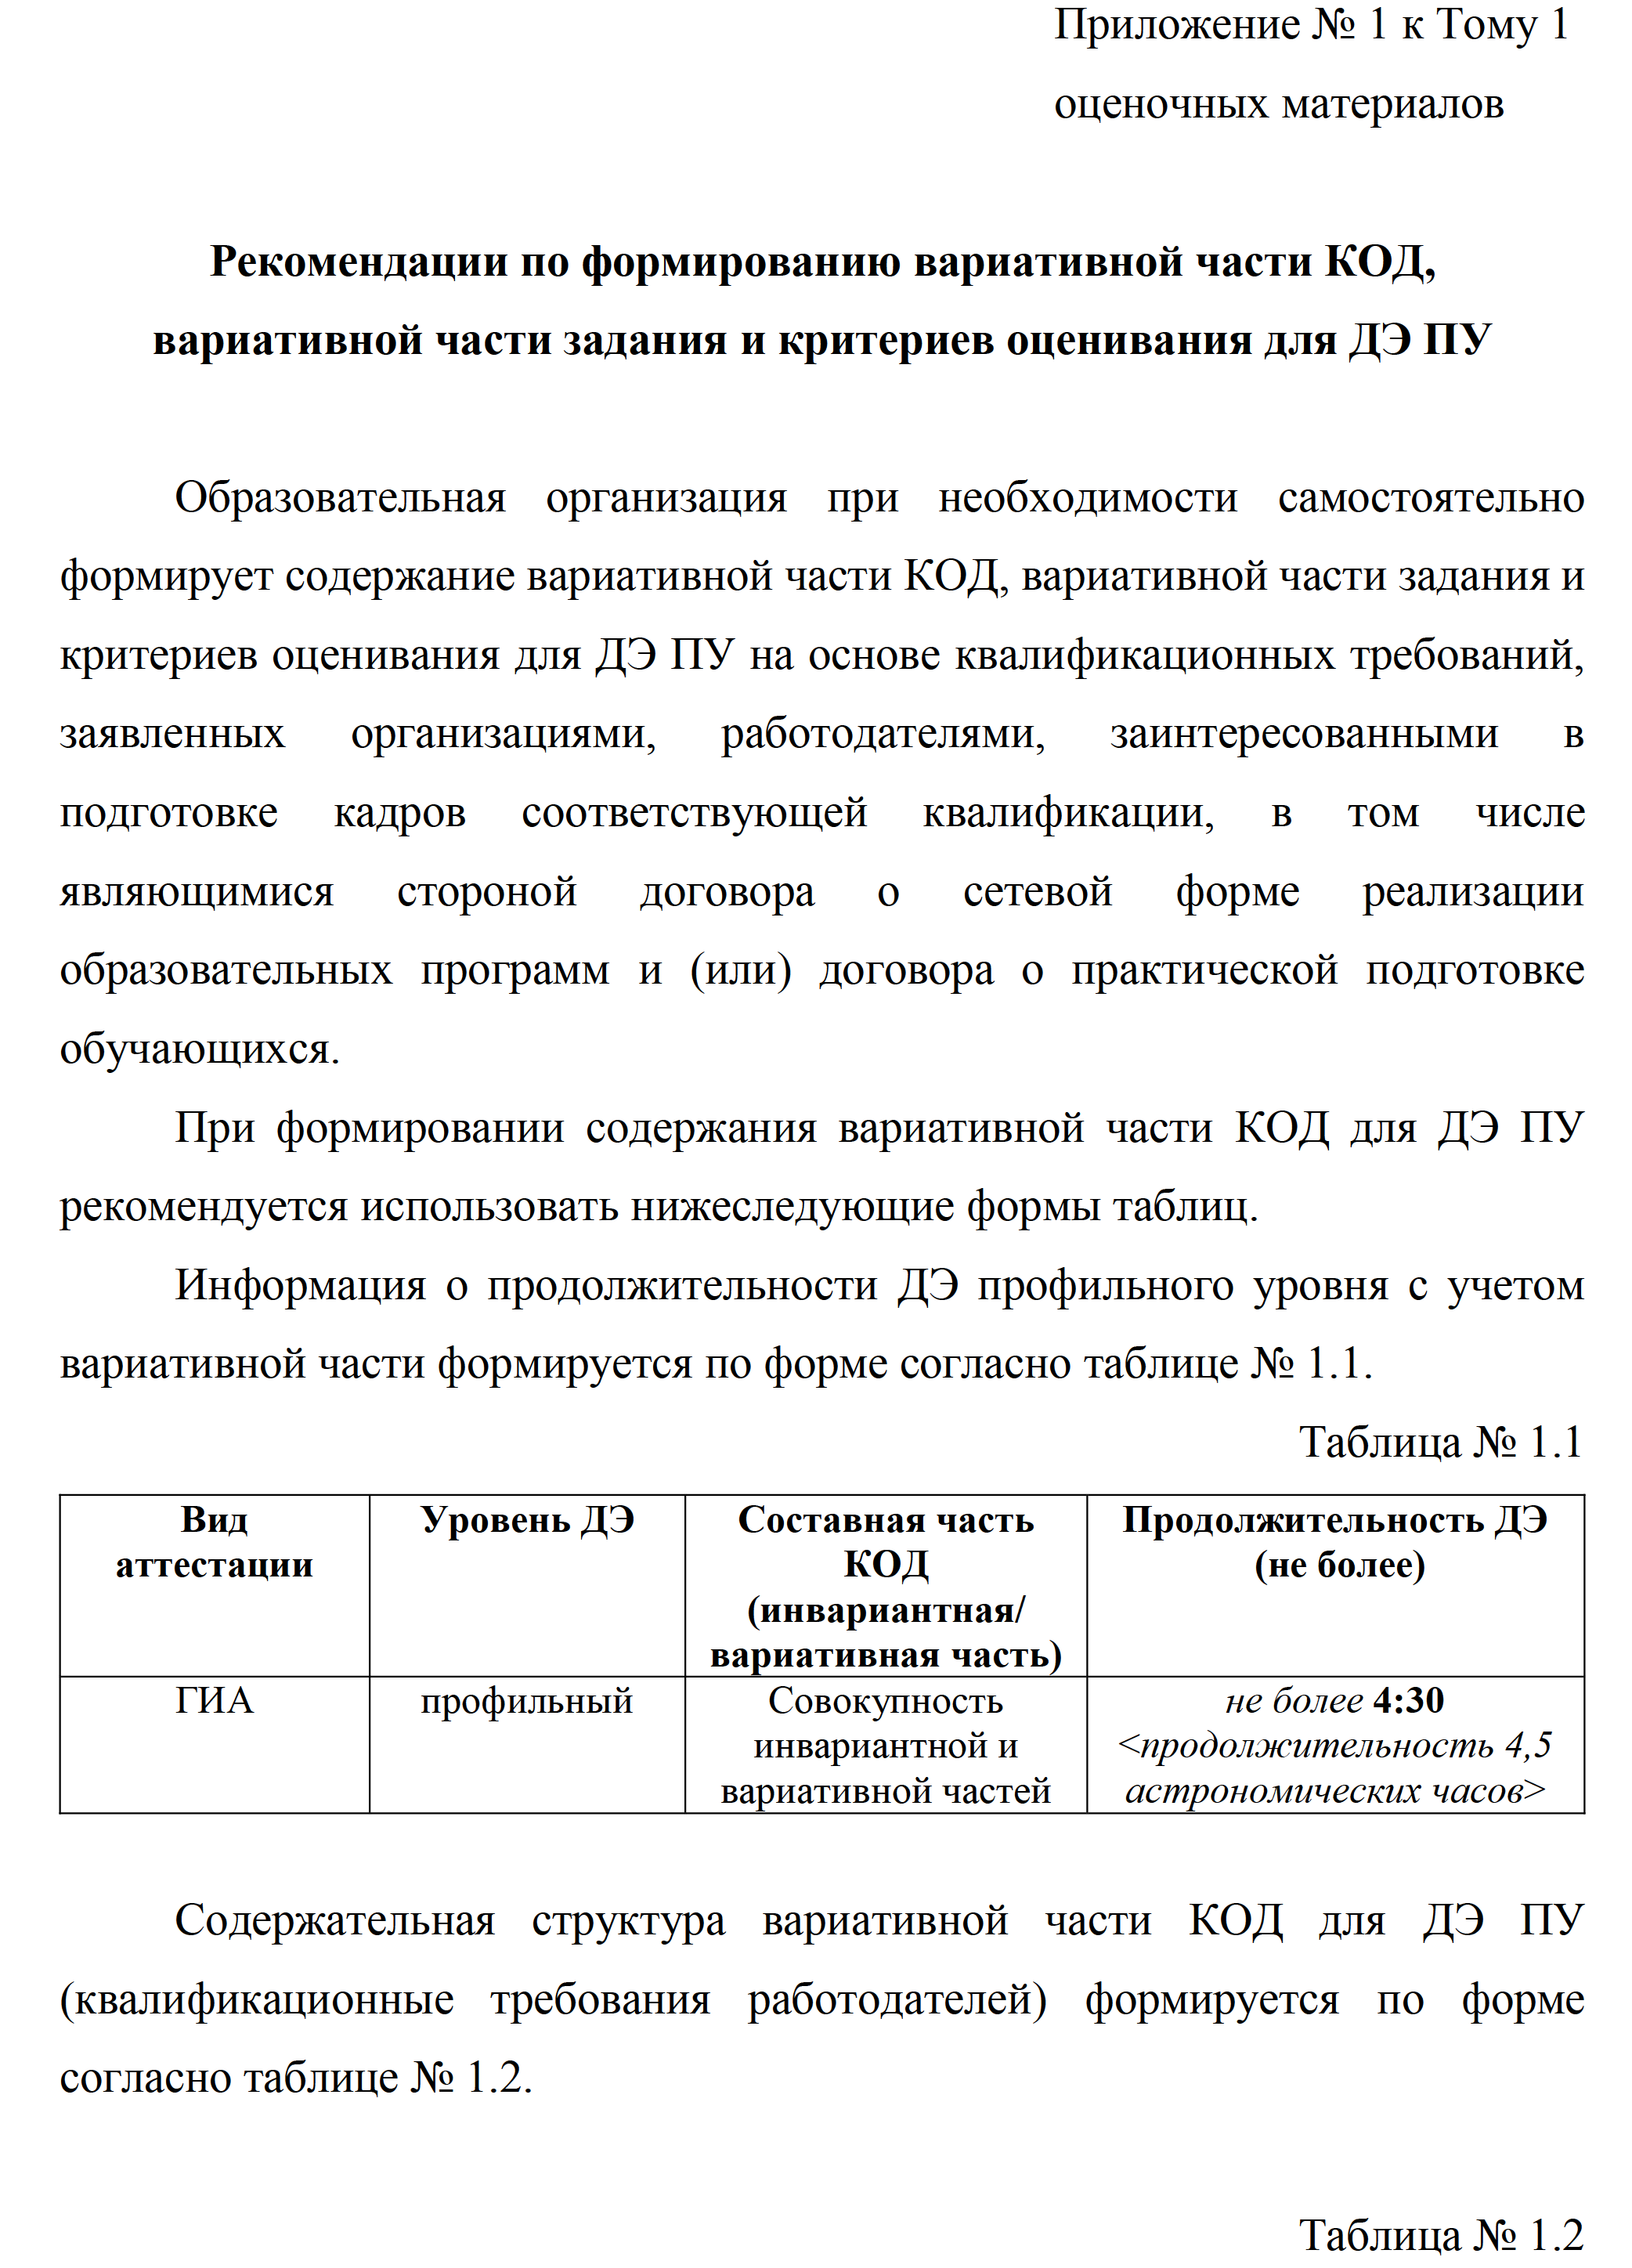 Приложение № 1 к Тому 1
оценочных материалов
Рекомендации по формированию вариативной части КОД,
вариативной части задания и критериев оценивания для ДЭ ПУ
Образовательная организация при необходимости самостоятельно
формирует содержание вариативной части КОД, вариативной части задания и
критериев оценивания для ДЭ ПУ на основе квалификационных требований,
заявленных организациями, работодателями, заинтересованными в
подготовке кадров соответствующей квалификации, в том числе
являющимися стороной договора о сетевой форме реализации
образовательных программ и (или) договора о практической подготовке
обучающихся.
При формировании содержания вариативной части КОД для ДЭ ПУ
рекомендуется использовать нижеследующие формы таблиц.
Информация о продолжительности ДЭ профильного уровня с учетом
вариативной части формируется по форме согласно таблице № 1.1.
Таблица № 1.1
Вид
аттестации
Уровень ДЭ
Составная часть
КОД
(инвариантная/
вариативная часть)
Продолжительность ДЭ
(не более)
ГИА
профильный
Совокупность
инвариантной и
вариативной частей
не более 4:30
<продолжительность 4,5
астрономических часов>
Содержательная структура вариативной части КОД для ДЭ ПУ
(квалификационные требования работодателей) формируется по форме
согласно таблице № 1.2.
Таблица № 1.2